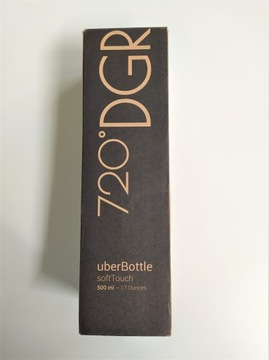 720° DGR
uberBottle
softTouch
500 ml ~ 17 Ounces